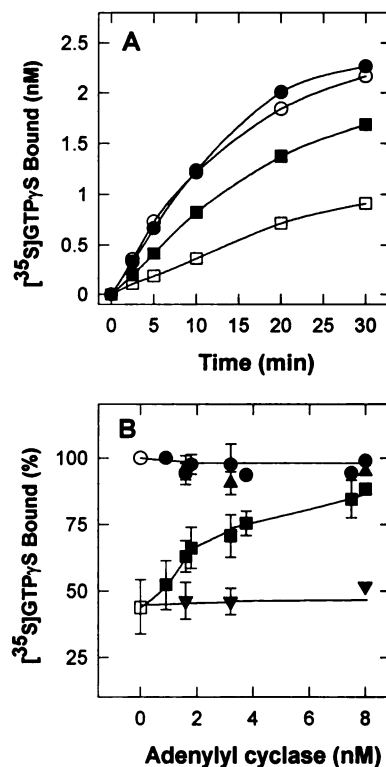 A
[35S]GTPγS Bound (nM)
2.5
2
1.5
1
0.5
0
0 5 10 15 20 25 30
Time (min)
B
[35S]GTPγS Bound (%)
100
75
50
25
0 2 4 6 8
Adenylyl cyclase (nM)